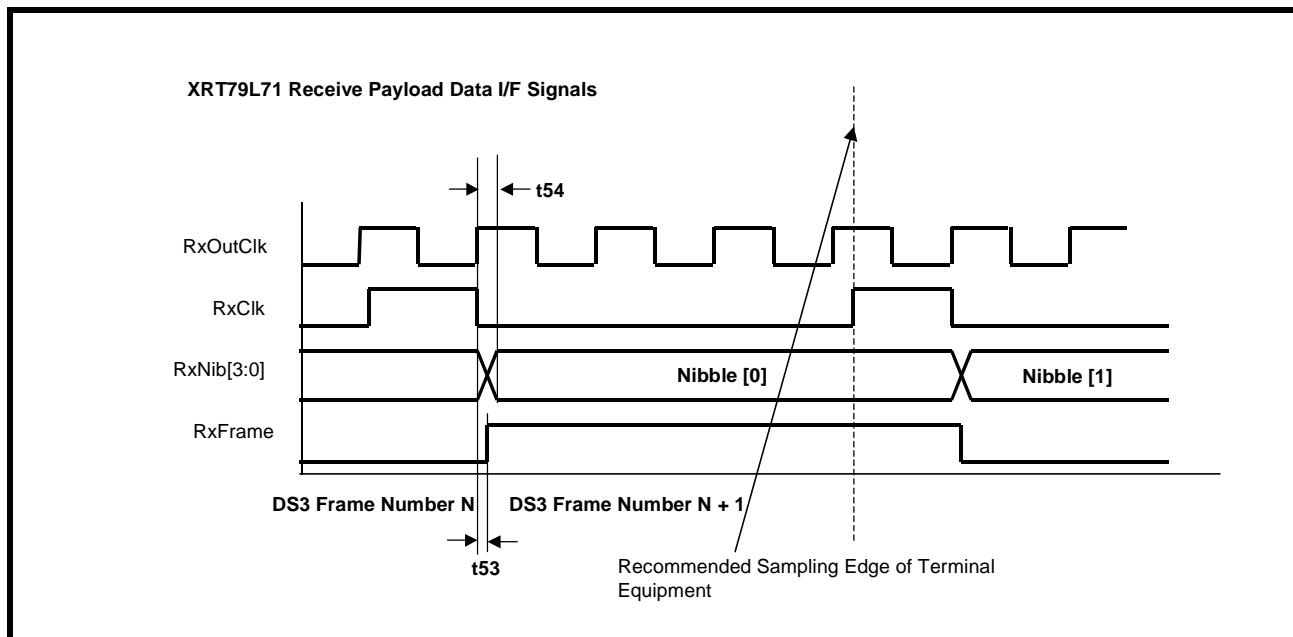 XRT79L71 Receive Payload Data I/F Signals
t54
RxOutClk
RxClk
RxNib[3:0]
Nibble [0]
Nibble [1]
RxFrame
DS3 Frame Number N
DS3 Frame Number N + 1
t53
Recommended Sampling Edge of Terminal
Equipment